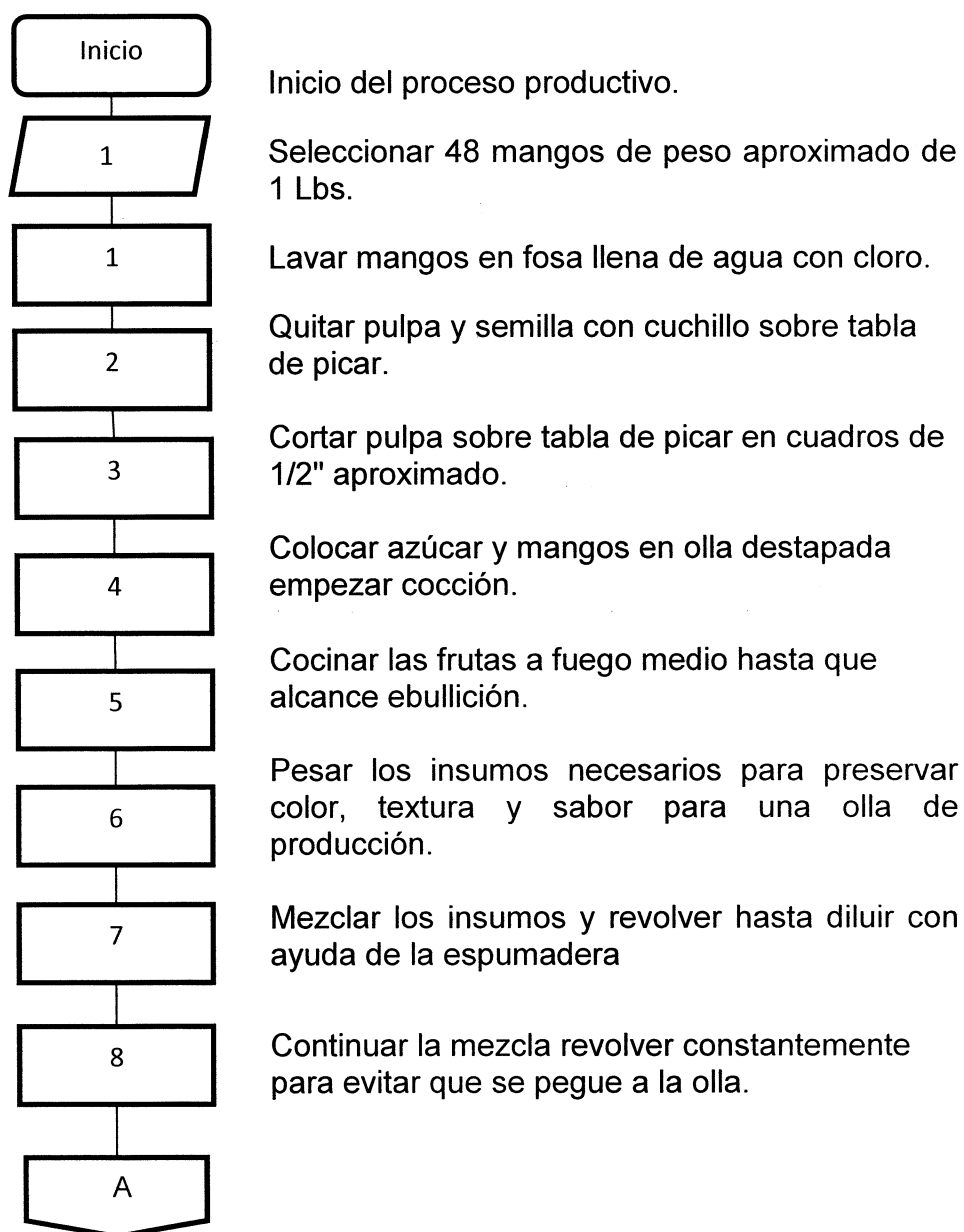 Inicio
Inicio del proceso productivo.
1
Seleccionar 48 mangos de peso aproximado de
1 Lbs.
1
Lavar mangos en fosa llena de agua con cloro.
2
Quitar pulpa y semilla con cuchillo sobre tabla
de picar.
3
Cortar pulpa sobre tabla de picar en cuadros de
1/2" aproximado.
4
Colocar azúcar y mangos en olla destapada
empezar cocción.
5
Cocinar las frutas a fuego medio hasta que
alcance ebullición.
6
Pesar los insumos necesarios para preservar
color, textura y sabor para una olla de
producción.
7
Mezclar los insumos y revolver hasta diluir con
ayuda de la espumadera
8
Continuar la mezcla revolver constantemente
para evitar que se pegue a la olla.
A